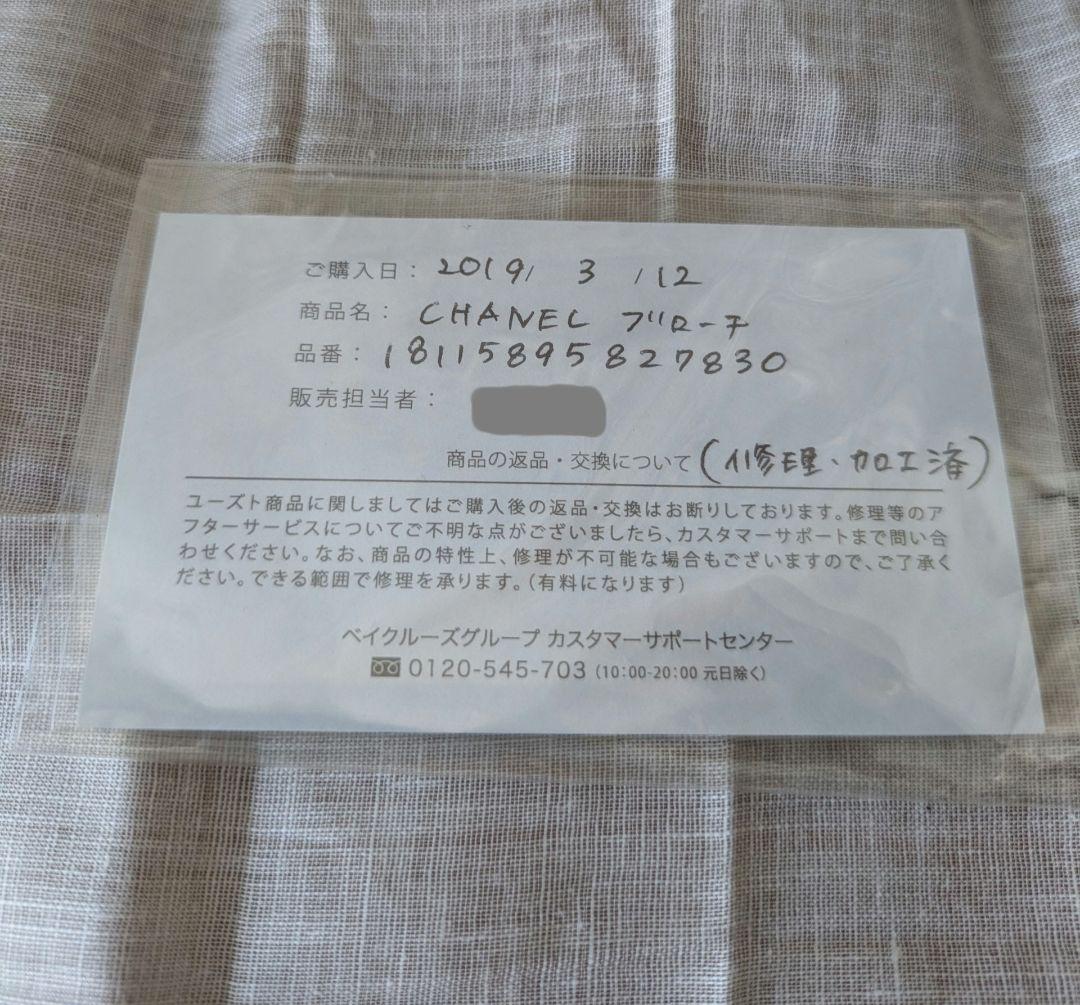 ご購入日： 2019/ 3 /12
商品名： CHANEL ブローチ
品番： 18115895827830
販売担当者：
商品の返品・交換について (修理・加工済)
ユーズト商品に関しましてはご購入後の返品・交換はお断りしております。修理等のア
フターサービスについてご不明な点がございましたら、カスタマーサポートまで問い合
わせください。なお、商品の特性上、修理が不可能な場合もございますので、ご了承く
ださい。できる範囲で修理を承ります。（有料になります）
ベイクルーズグループ カスタマーサポートセンター
0120-545-703 (10:00-20:00 元日除く)